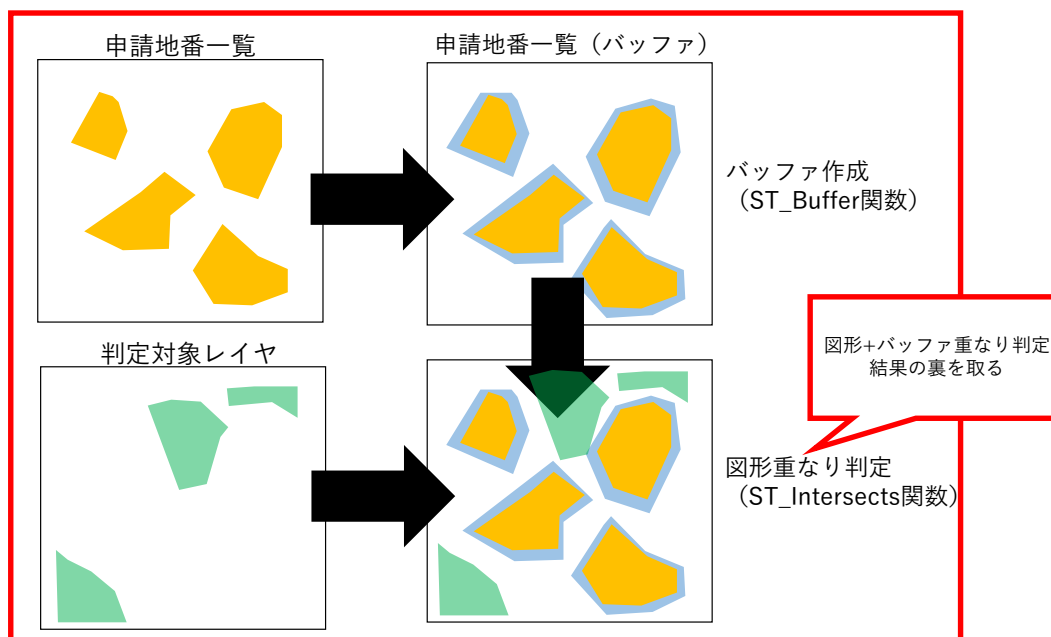 申請地番一覧
申請地番一覧（バッファ）
バッファ作成
（ST_Buffer関数）
判定対象レイヤ
図形+バッファ重なり判定
結果の裏を取る
図形重なり判定
（ST_Intersects関数）